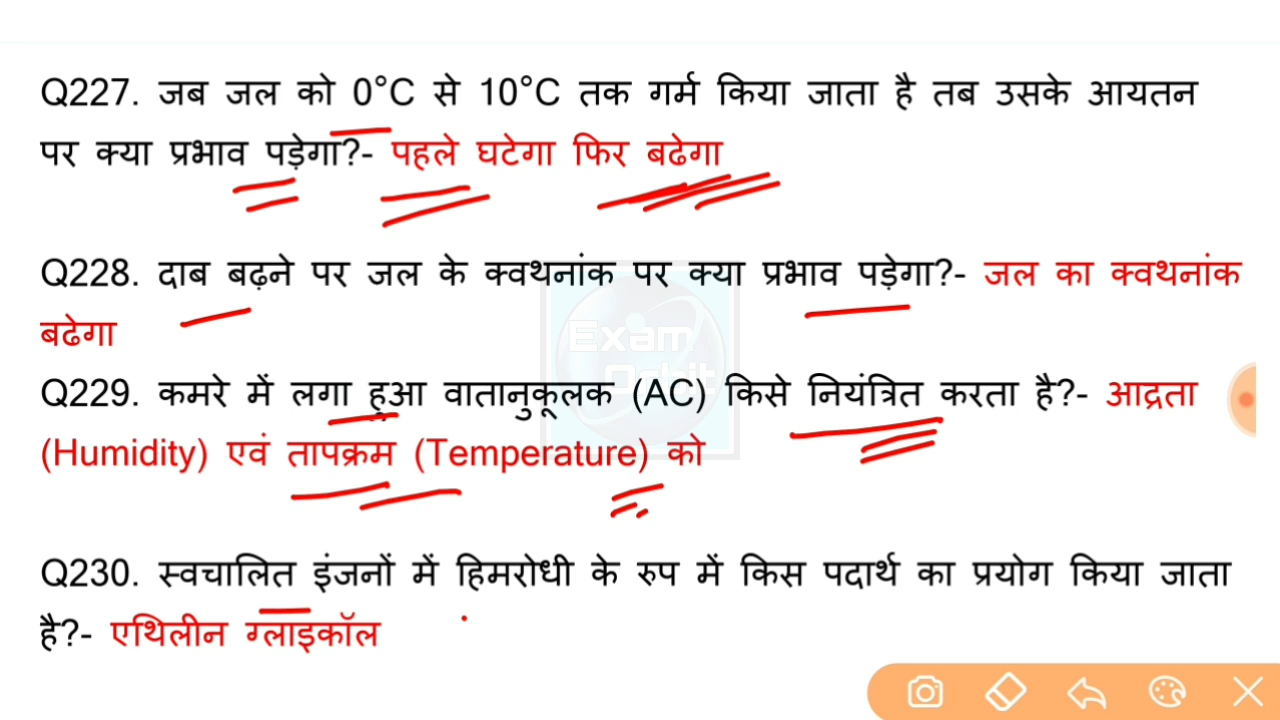 Q227. जब जल को 0°C से 10°C तक गर्म किया जाता है तब उसके आयतन
पर क्या प्रभाव पड़ेगा?- पहले घटेगा फिर बढेगा
Q228. दाब बढ़ने पर जल के क्वथनांक पर क्या प्रभाव पड़ेगा?- जल का क्वथनांक
बढेगा
Exam
Orbit
Q229. कमरे में लगा हुआ वातानुकूलक (AC) किसे नियंत्रित करता है?- आद्रता
(Humidity) एवं तापक्रम (Temperature) को
Q230. स्वचालित इंजनों में हिमरोधी के रुप में किस पदार्थ का प्रयोग किया जाता
है?- एथिलीन ग्लाइकॉल